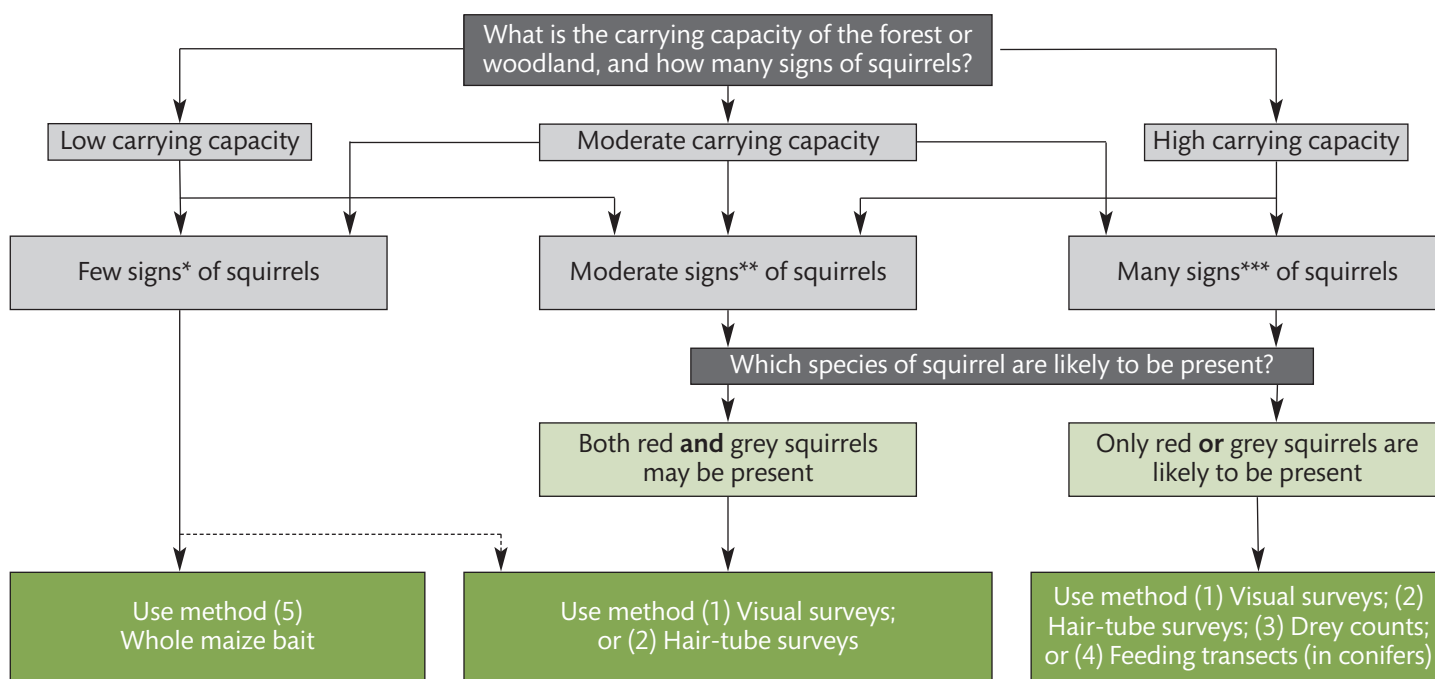 What is the carrying capacity of the forest or
woodland, and how many signs of squirrels?
Low carrying capacity
Moderate carrying capacity
High carrying capacity
Few signs* of squirrels
Moderate signs** of squirrels
Many signs*** of squirrels
Which species of squirrel are likely to be present?
Both red and grey squirrels
may be present
Only red or grey squirrels are
likely to be present
Use method (5)
Whole maize bait
Use method (1) Visual surveys;
or (2) Hair-tube surveys
Use method (1) Visual surveys; (2)
Hair-tube surveys; (3) Drey counts;
or (4) Feeding transects (in conifers)